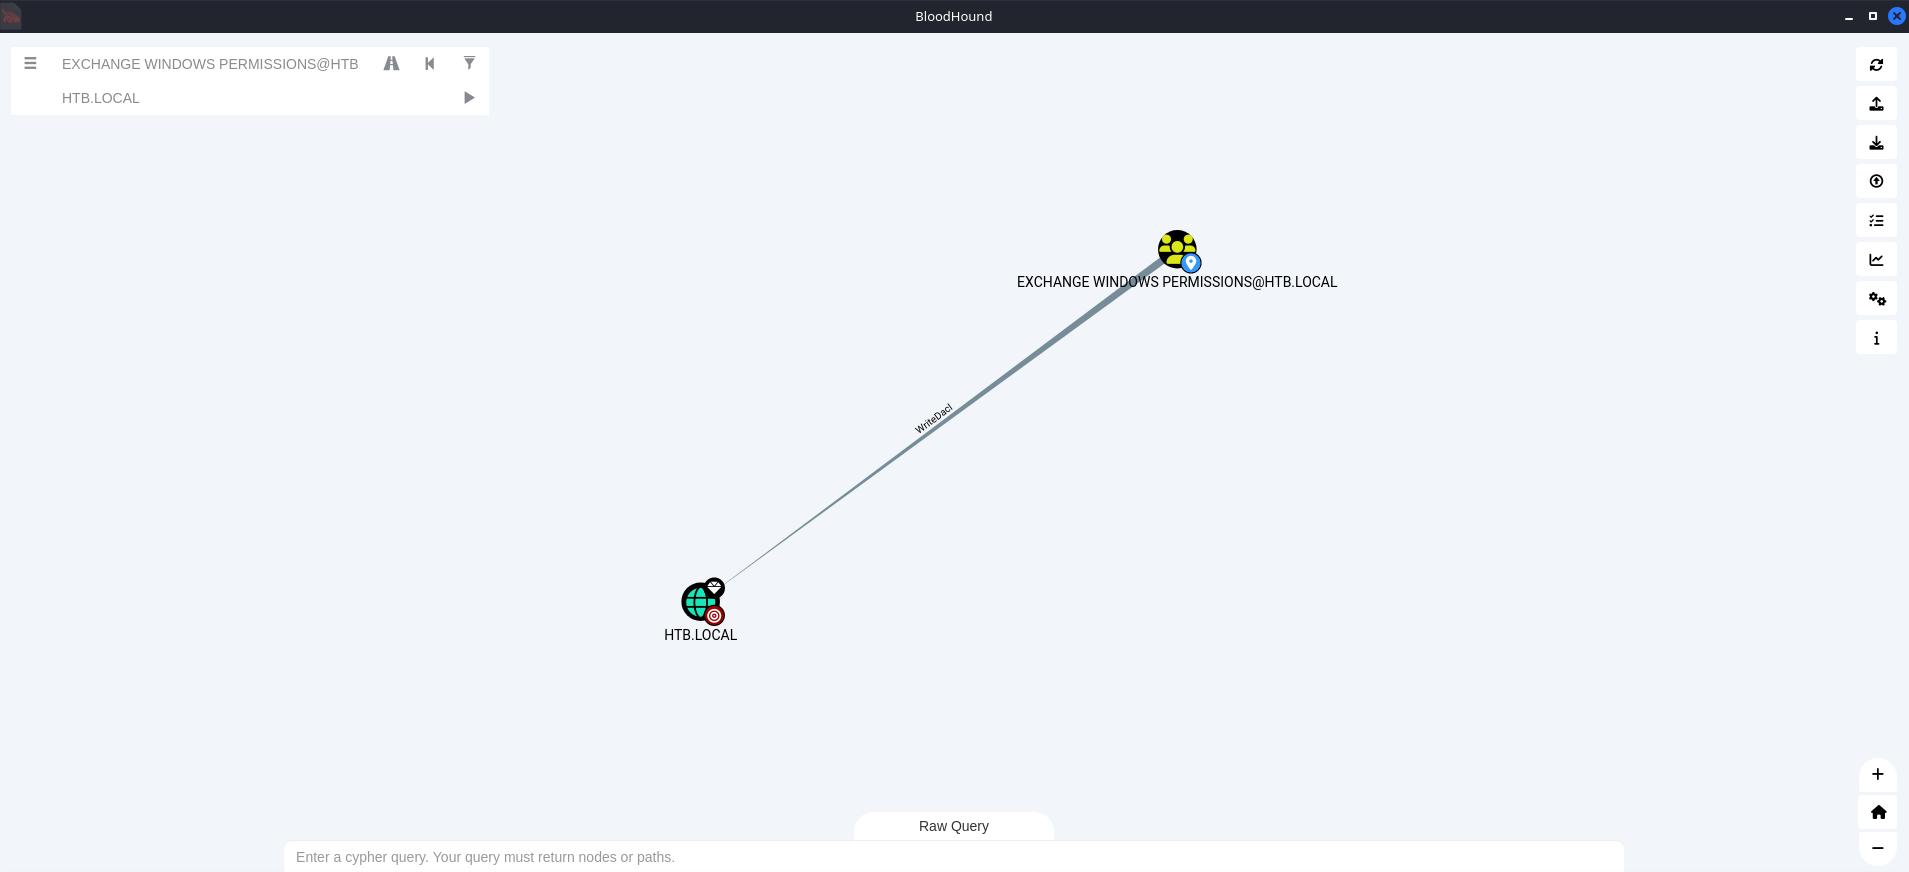 BloodHound
EXCHANGE WINDOWS PERMISSIONS@HTB
HTB.LOCAL
EXCHANGE WINDOWS PERMISSIONS@HTB.LOCAL
WriteDacl
HTB.LOCAL
Raw Query
Enter a cypher query. Your query must return nodes or paths.